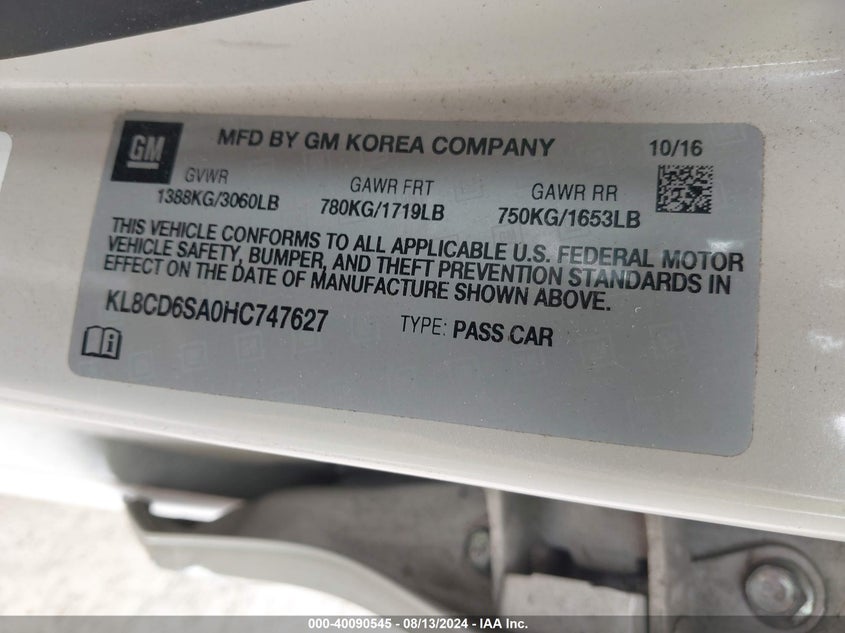 GM
MFD BY GM KOREA COMPANY 10/16
GVWR GAWR FRT GAWR RR
1388KG/3060LB 780KG/1719LB 750KG/1653LB
THIS VEHICLE CONFORMS TO ALL APPLICABLE U.S. FEDERAL MOTOR
VEHICLE SAFETY, BUMPER, AND THEFT PREVENTION STANDARDS IN
EFFECT ON THE DATE OF MANUFACTURE SHOWN ABOVE.
KL8CD6SA0HC747627 TYPE: PASS CAR
000-40090545 - 08/13/2024 - IAA Inc.